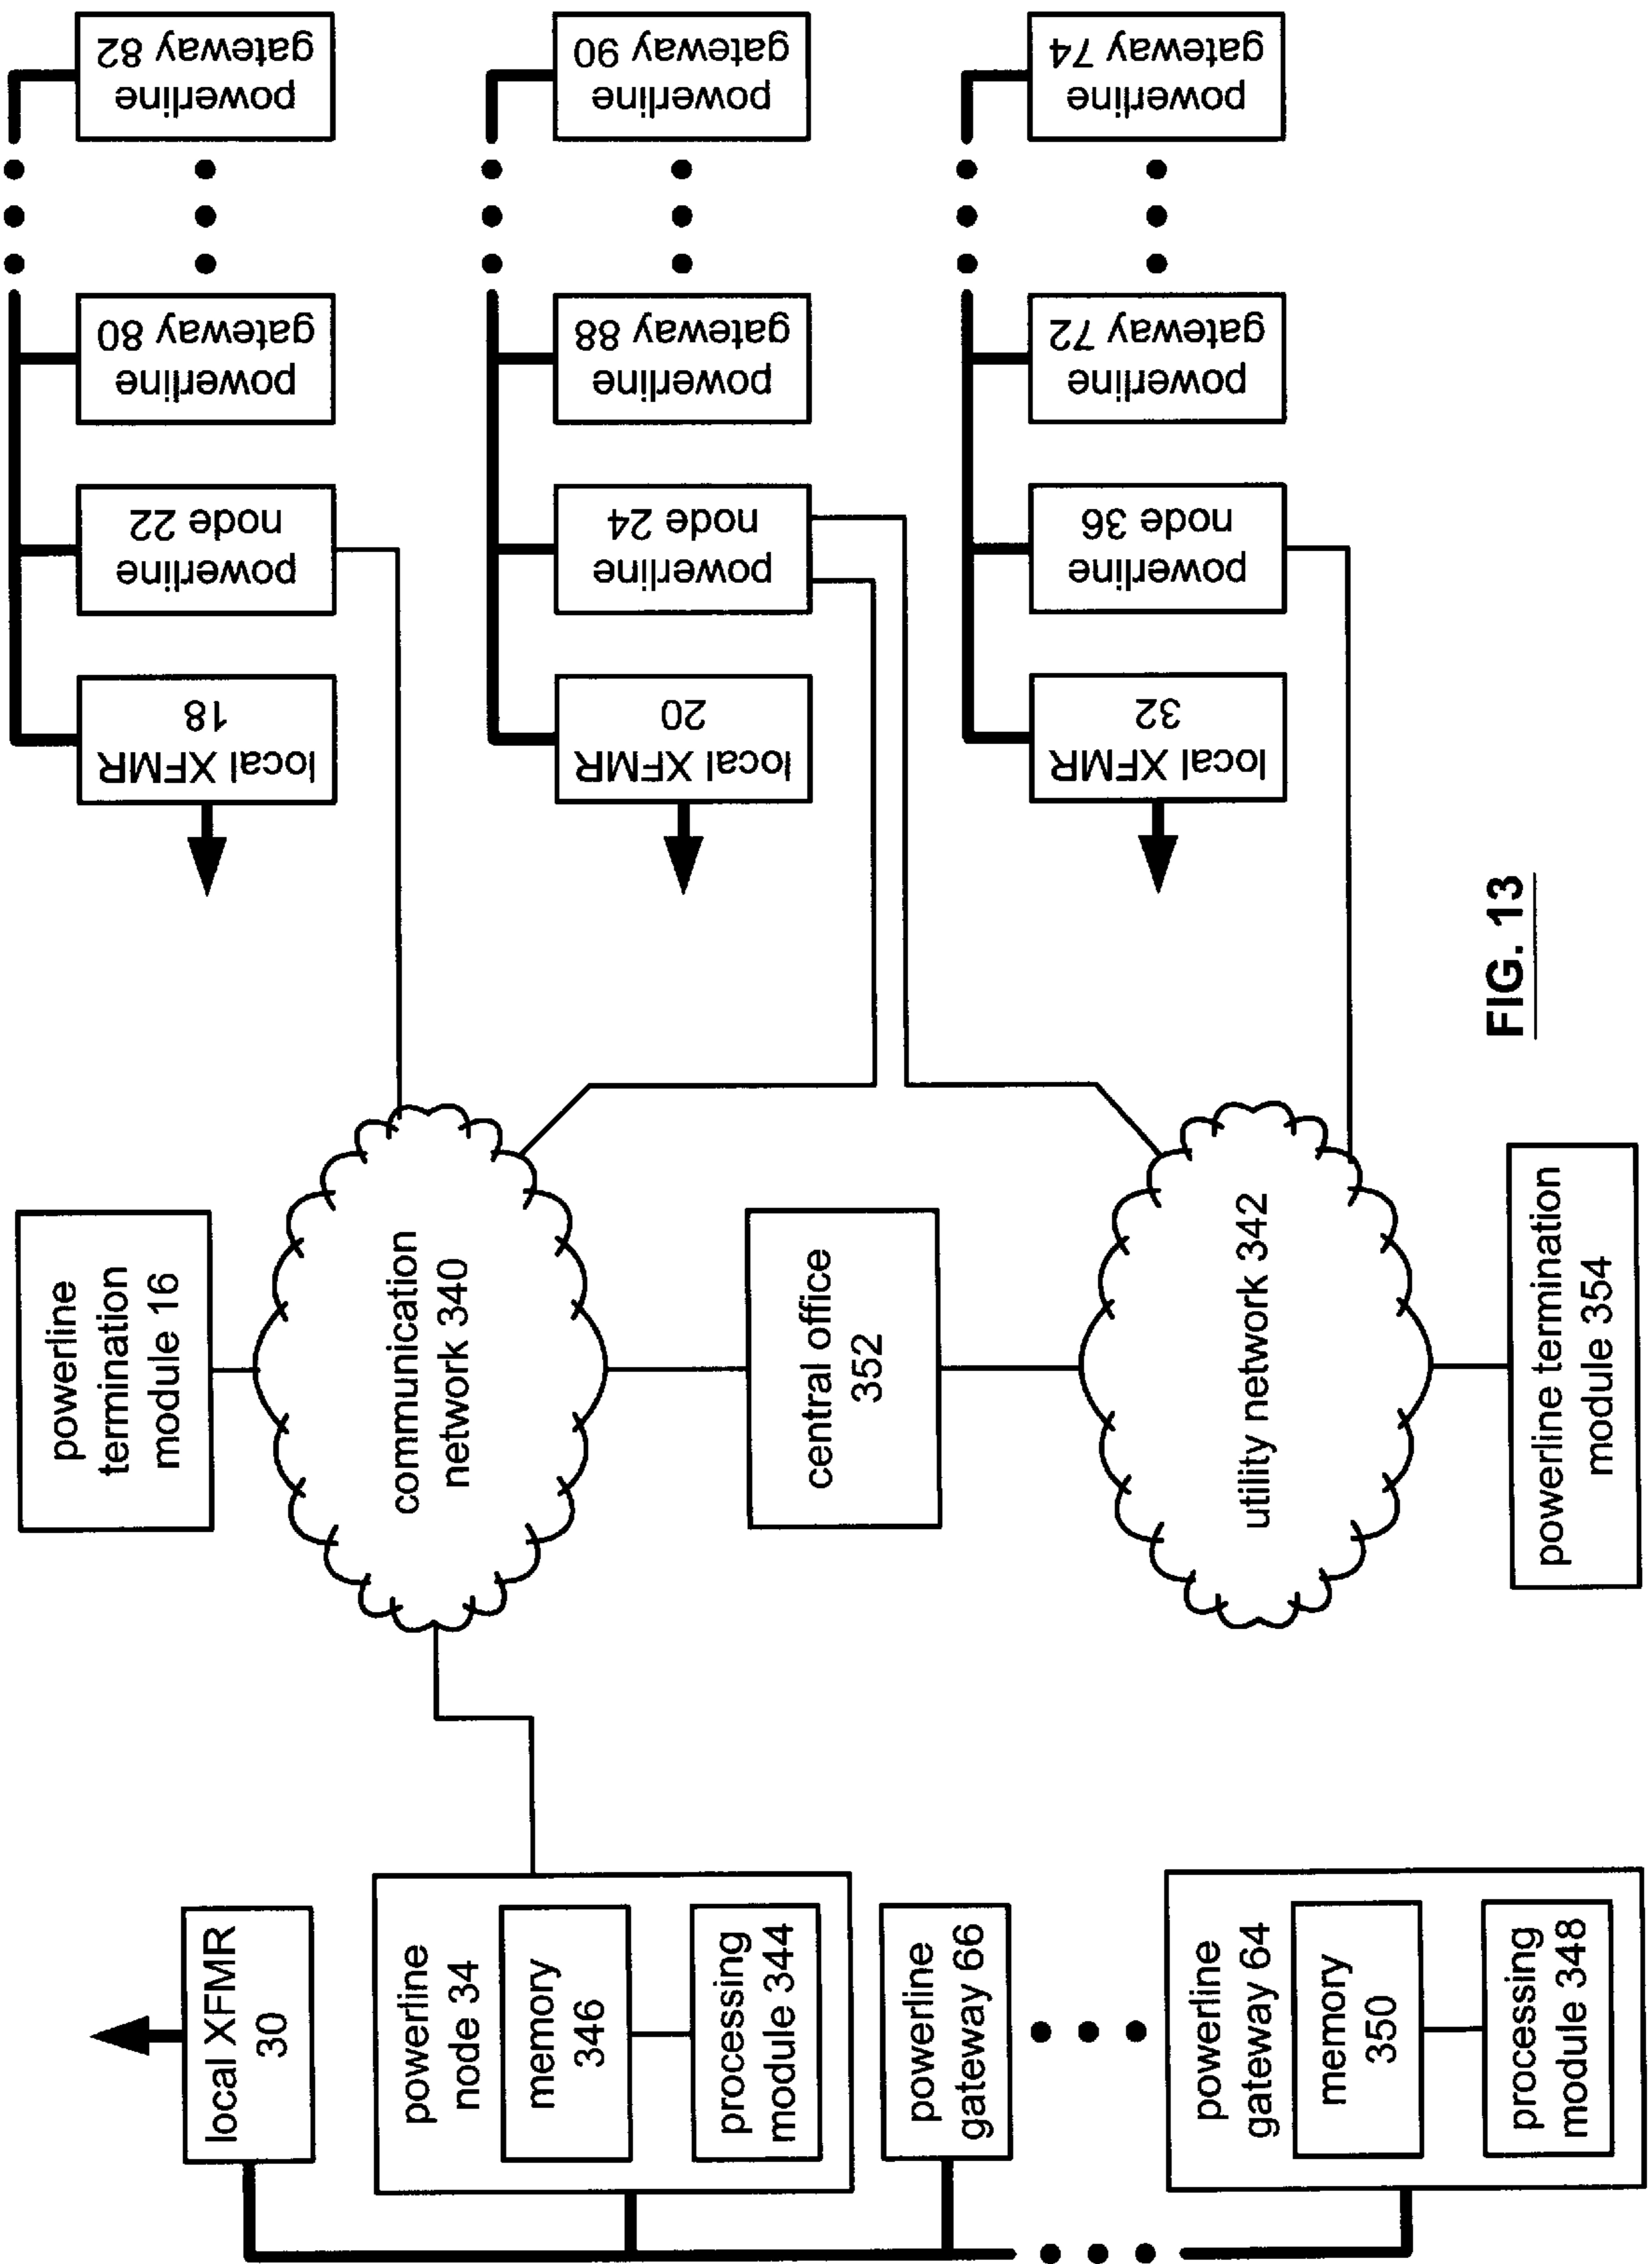 local XFMR
30
powerline
node 34
memory
346
processing
module 344
powerline
gateway 66
powerline
gateway 64
memory
350
processing
module 348
powerline
termination
module 16
communication
network 340
central office
352
utility network 342
powerline termination
module 354
local XFMR
18
powerline
node 22
powerline
gateway 80
powerline
gateway 82
local XFMR
20
powerline
node 24
powerline
gateway 88
powerline
gateway 90
local XFMR
32
powerline
node 36
powerline
gateway 72
powerline
gateway 74
FIG. 13